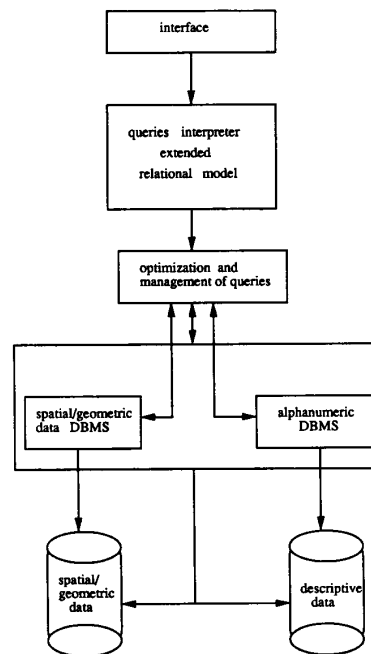 interface
queries interpreter
extended
relational model
optimization and
management of queries
spatial/geometric
data DBMS
alphanumeric
DBMS
spatial/
geometric
data
descriptive
data